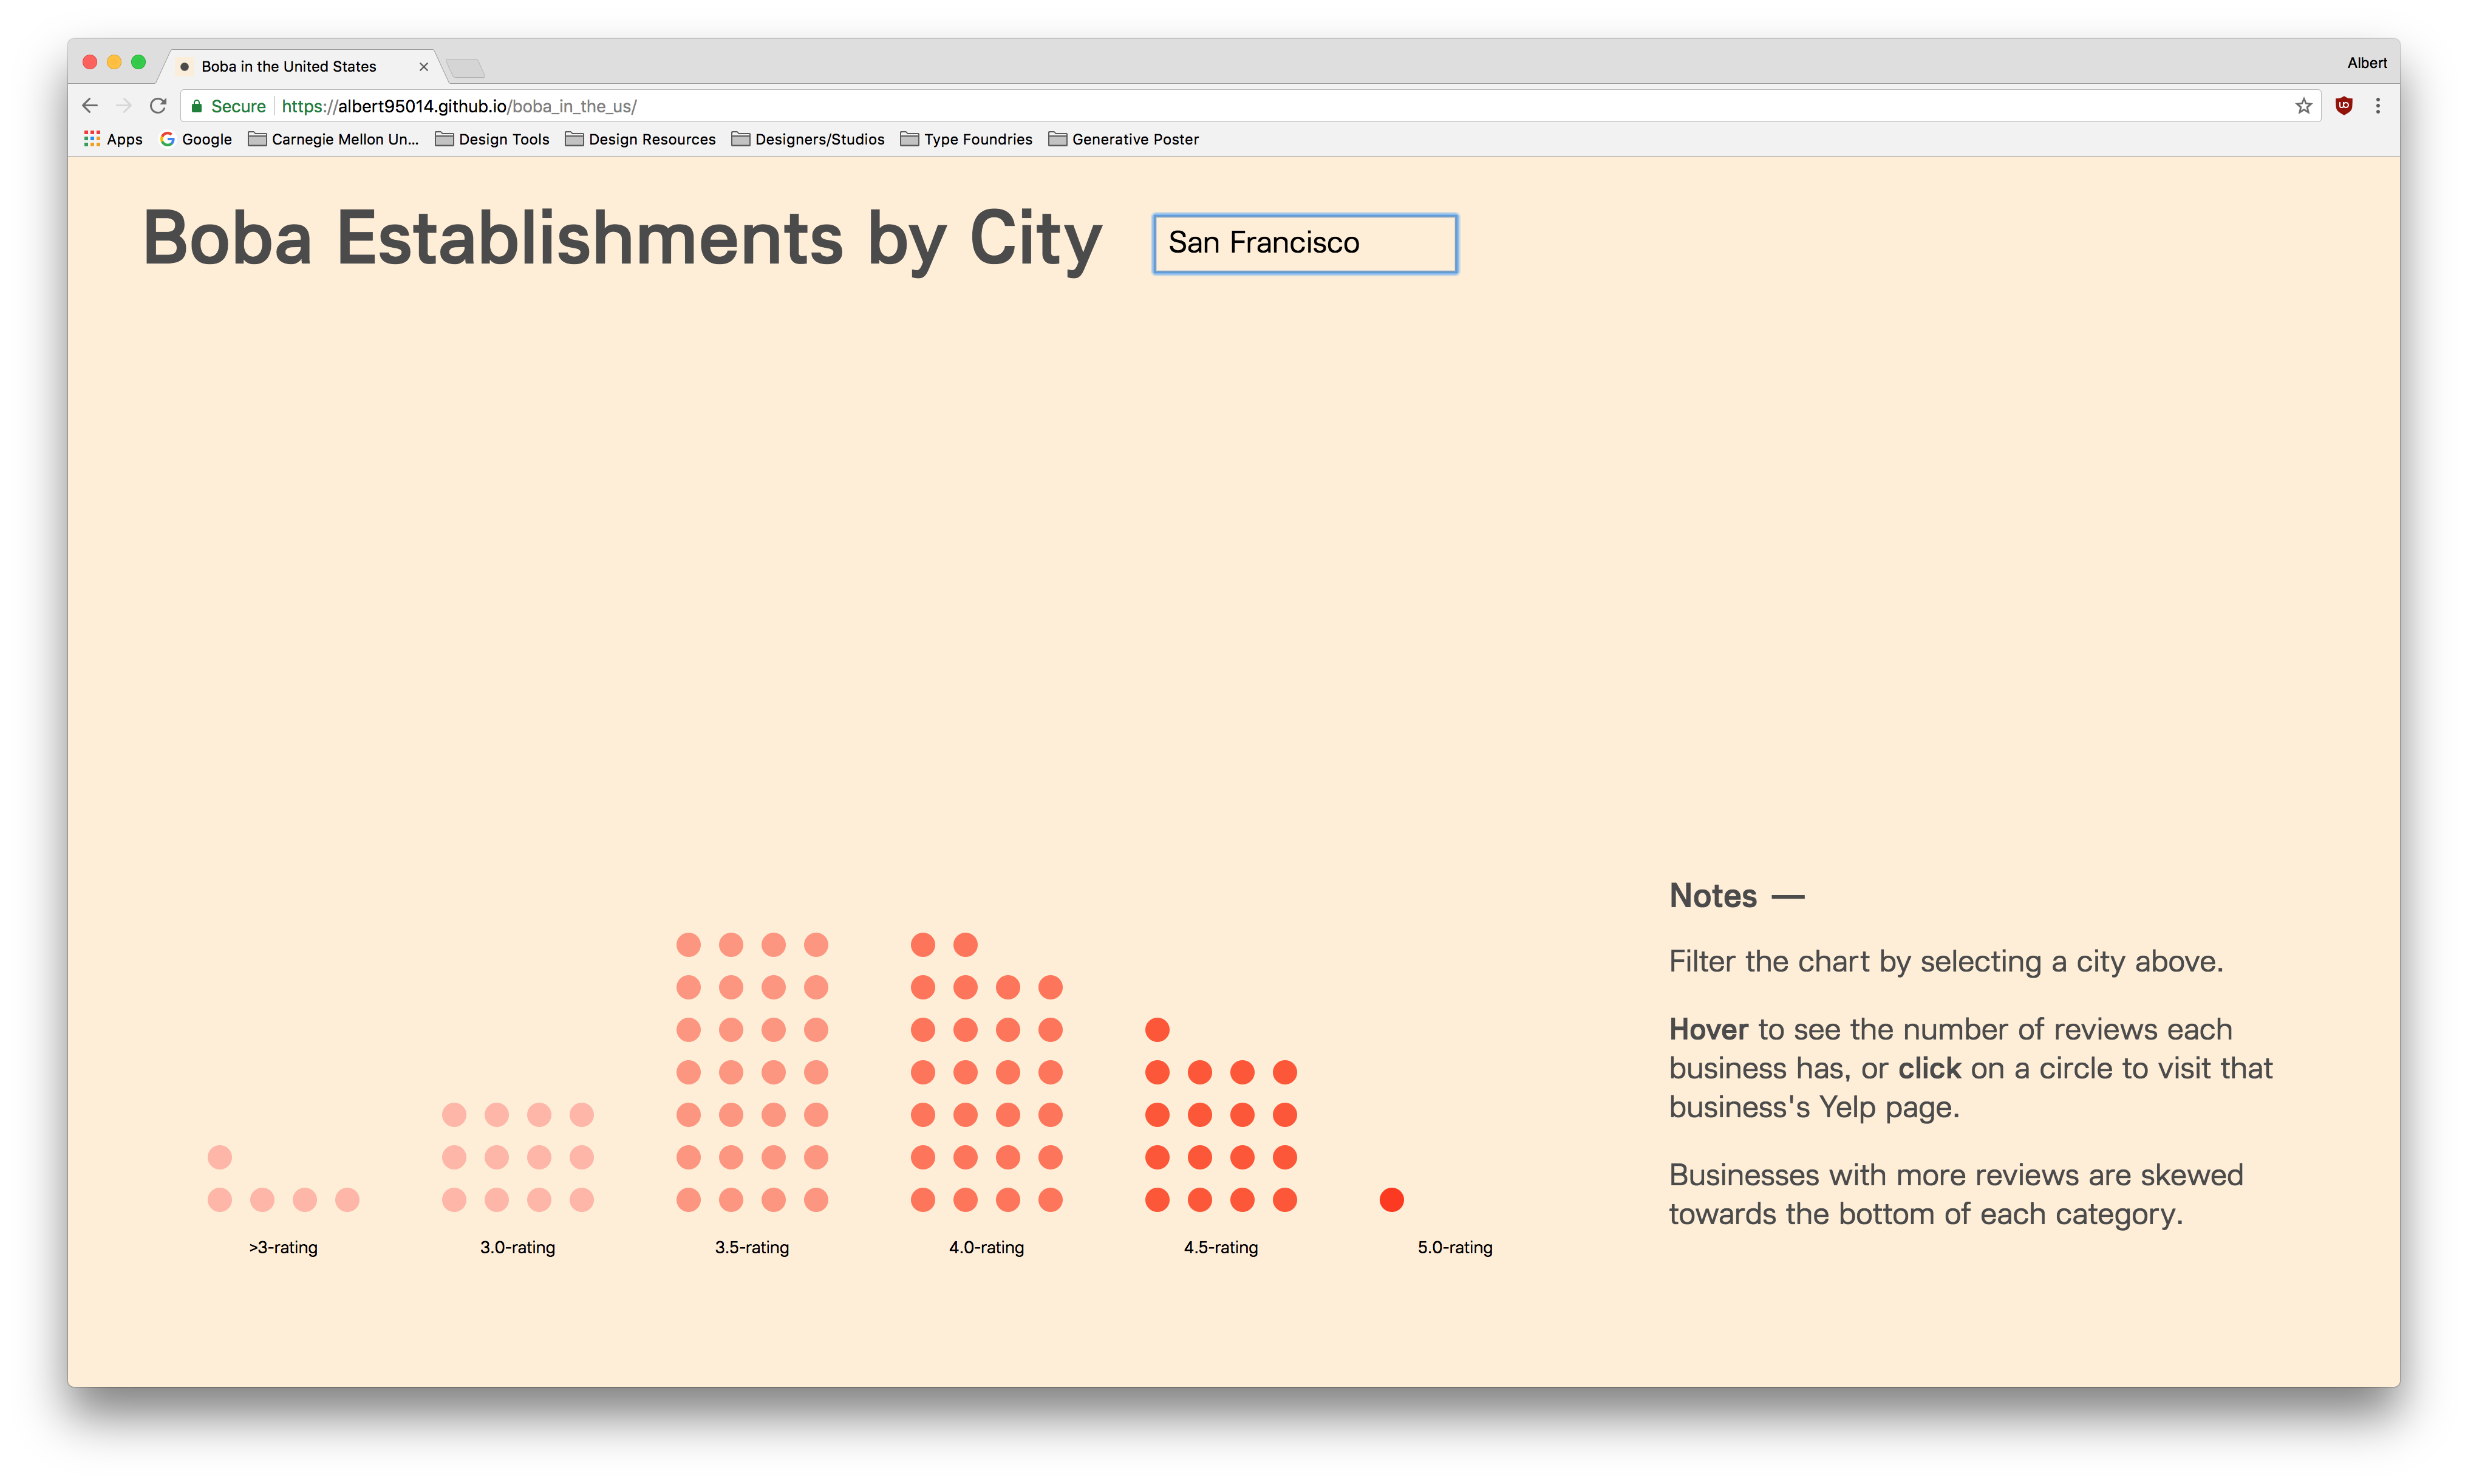 Boba in the United States
Albert
Secure https://albert95014.github.io/boba_in_the_us/
Apps Google Carnegie Mellon Un... Design Tools Design Resources Designers/Studios Type Foundries Generative Poster
Boba Establishments by City San Francisco
Notes —
Filter the chart by selecting a city above.
Hover to see the number of reviews each
business has, or click on a circle to visit that
business's Yelp page.
Businesses with more reviews are skewed
towards the bottom of each category.
>3-rating 3.0-rating 3.5-rating 4.0-rating 4.5-rating 5.0-rating